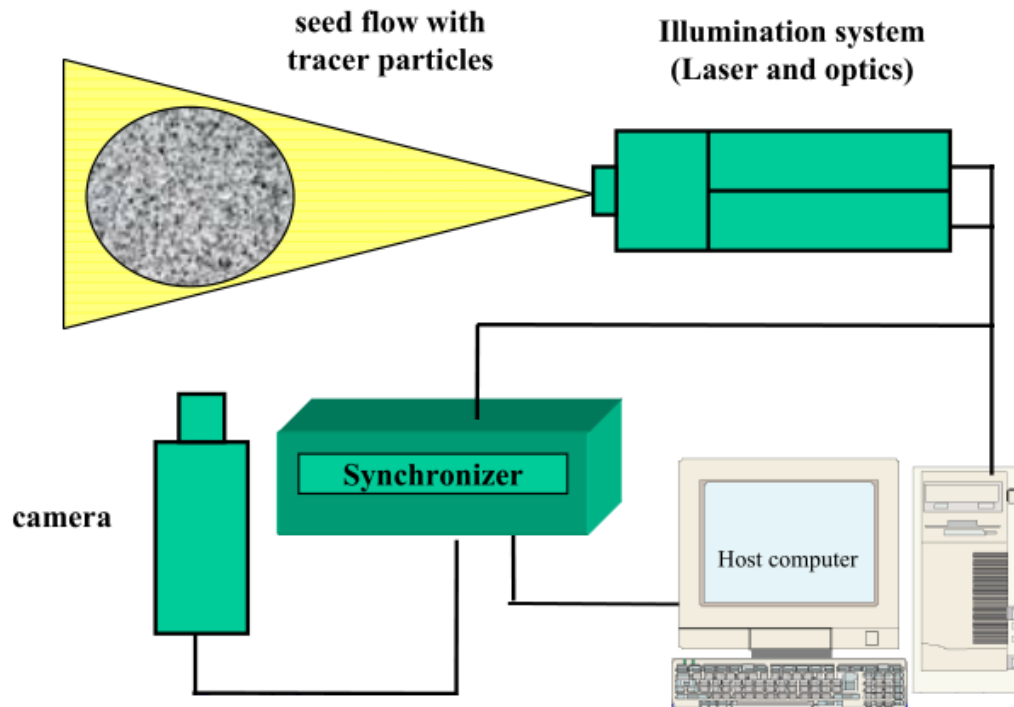 seed flow with
tracer particles
Illumination system
(Laser and optics)
Synchronizer
camera
Host computer